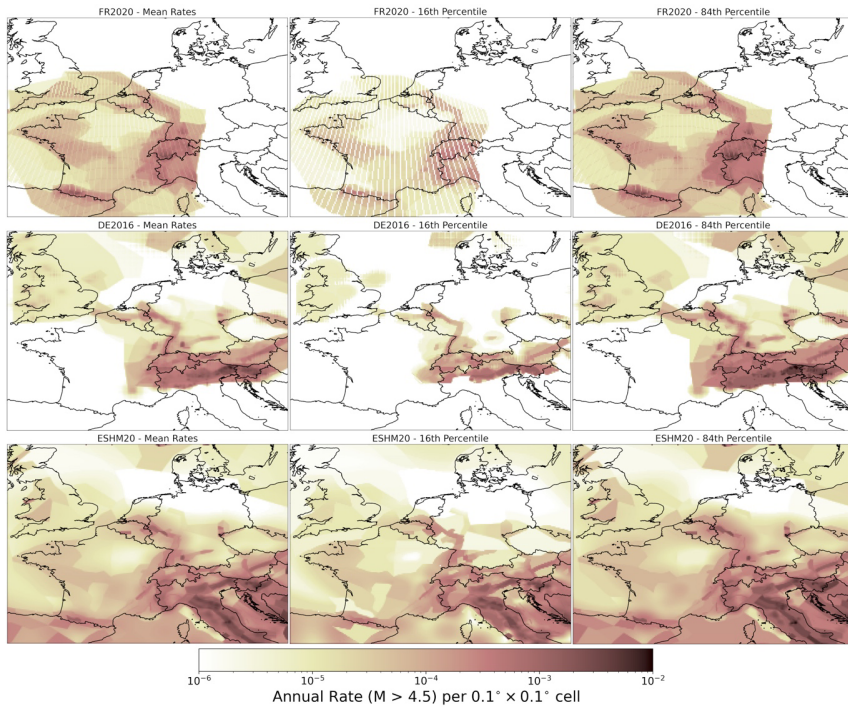 FR2020 - Mean Rates
FR2020 - 16th Percentile
FR2020 - 84th Percentile
DE2016 - Mean Rates
DE2016 - 16th Percentile
DE2016 - 84th Percentile
ESHM20 - Mean Rates
ESHM20 - 16th Percentile
ESHM20 - 84th Percentile
10⁻⁶ 10⁻⁵ 10⁻⁴ 10⁻³ 10⁻²
Annual Rate (M > 4.5) per 0.1° × 0.1° cell